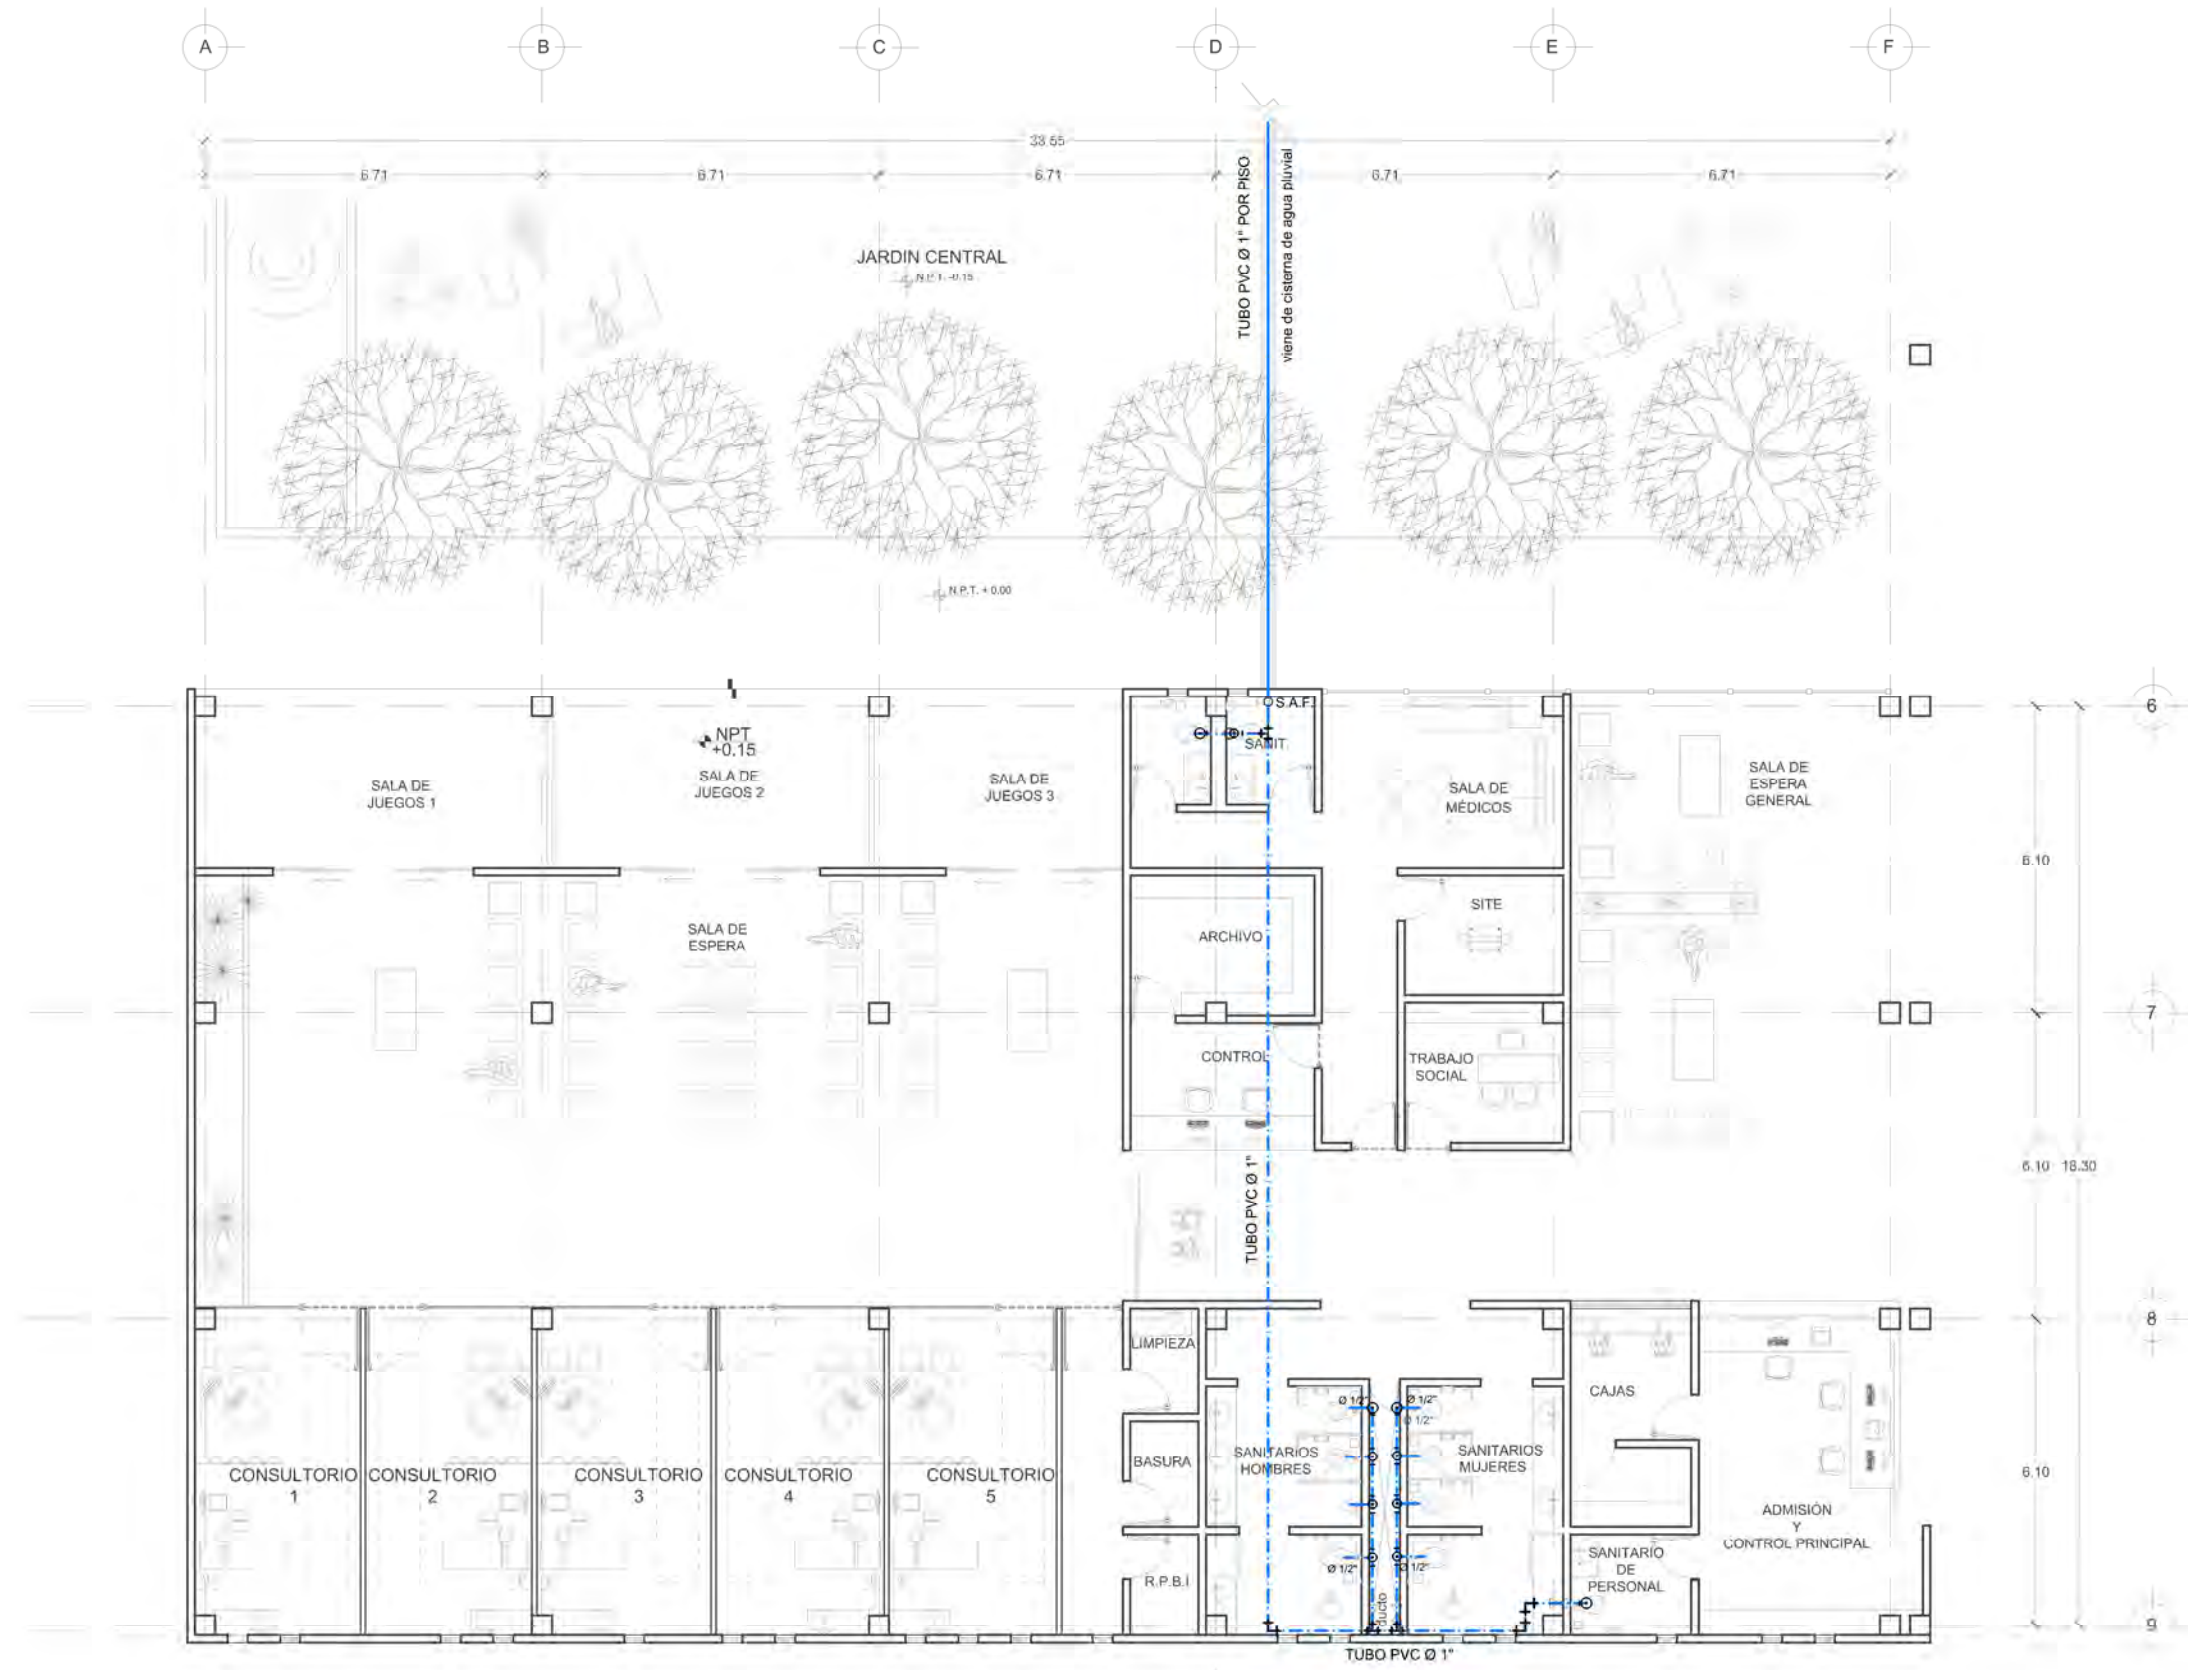 A
B
C
D
E
F
33.55
6.71
6.71
6.71
6.71
6.71
TUBO PVC Ø 1" POR PISO
viene de cisterna de agua pluvial
JARDIN CENTRAL
N.P.T. -0.15
N.P.T. + 0.00
6
S.A.F.
NPT
+0.15
SANIT.
SALA DE
JUEGOS 1
SALA DE
JUEGOS 2
SALA DE
JUEGOS 3
SALA DE
MÉDICOS
SALA DE
ESPERA
GENERAL
6.10
SITE
SALA DE
ESPERA
ARCHIVO
7
CONTROL
TRABAJO
SOCIAL
6.10
18.30
TUBO PVC Ø 1"
8
LIMPIEZA
CAJAS
Ø 1/2"
Ø 1/2"
Ø 1/2"
SANITARIOS
HOMBRES
SANITARIOS
MUJERES
BASURA
6.10
CONSULTORIO
1
CONSULTORIO
2
CONSULTORIO
3
CONSULTORIO
4
CONSULTORIO
5
ADMISIÓN
Y
CONTROL PRINCIPAL
SANITARIO
DE
PERSONAL
Ø 1/2"
Ø 1/2"
R.P.B.I
ducto
9
TUBO PVC Ø 1"